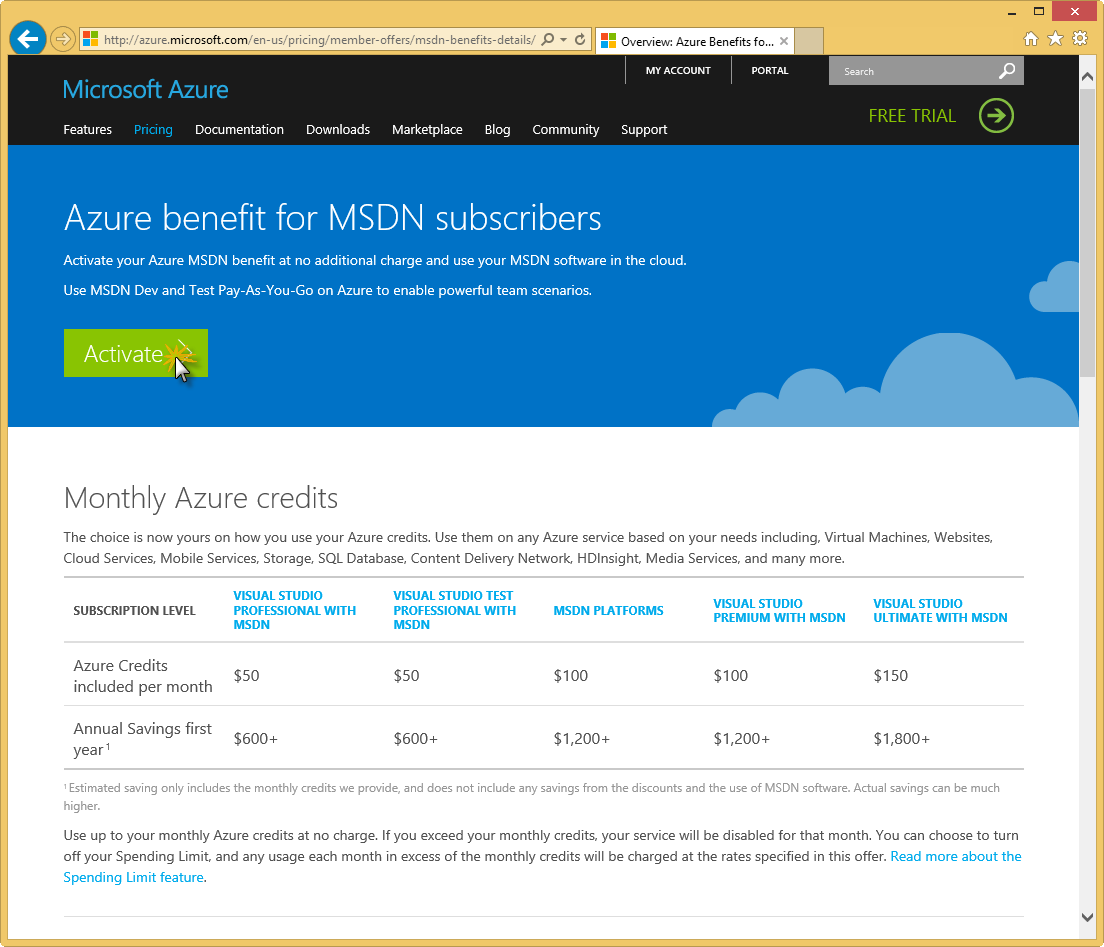 http://azure.microsoft.com/en-us/pricing/member-offers/msdn-benefits-details/
Overview: Azure Benefits fo...
MY ACCOUNT
PORTAL
Search
Microsoft Azure
FREE TRIAL
Features Pricing Documentation Downloads Marketplace Blog Community Support
Azure benefit for MSDN subscribers
Activate your Azure MSDN benefit at no additional charge and use your MSDN software in the cloud.
Use MSDN Dev and Test Pay-As-You-Go on Azure to enable powerful team scenarios.
Activate
Monthly Azure credits
The choice is now yours on how you use your Azure credits. Use them on any Azure service based on your needs including, Virtual Machines, Websites,
Cloud Services, Mobile Services, Storage, SQL Database, Content Delivery Network, HDInsight, Media Services, and many more.
SUBSCRIPTION LEVEL
VISUAL STUDIO
PROFESSIONAL WITH
MSDN
VISUAL STUDIO TEST
PROFESSIONAL WITH
MSDN
MSDN PLATFORMS
VISUAL STUDIO
PREMIUM WITH MSDN
VISUAL STUDIO
ULTIMATE WITH MSDN
Azure Credits
included per month
$50 $50 $100 $100 $150
Annual Savings first
year¹
$600+ $600+ $1,200+ $1,200+ $1,800+
¹Estimated saving only includes the monthly credits we provide, and does not include any savings from the discounts and the use of MSDN software. Actual savings can be much
higher.
Use up to your monthly Azure credits at no charge. If you exceed your monthly credits, your service will be disabled for that month. You can choose to turn
off your Spending Limit, and any usage each month in excess of the monthly credits will be charged at the rates specified in this offer. Read more about the
Spending Limit feature.